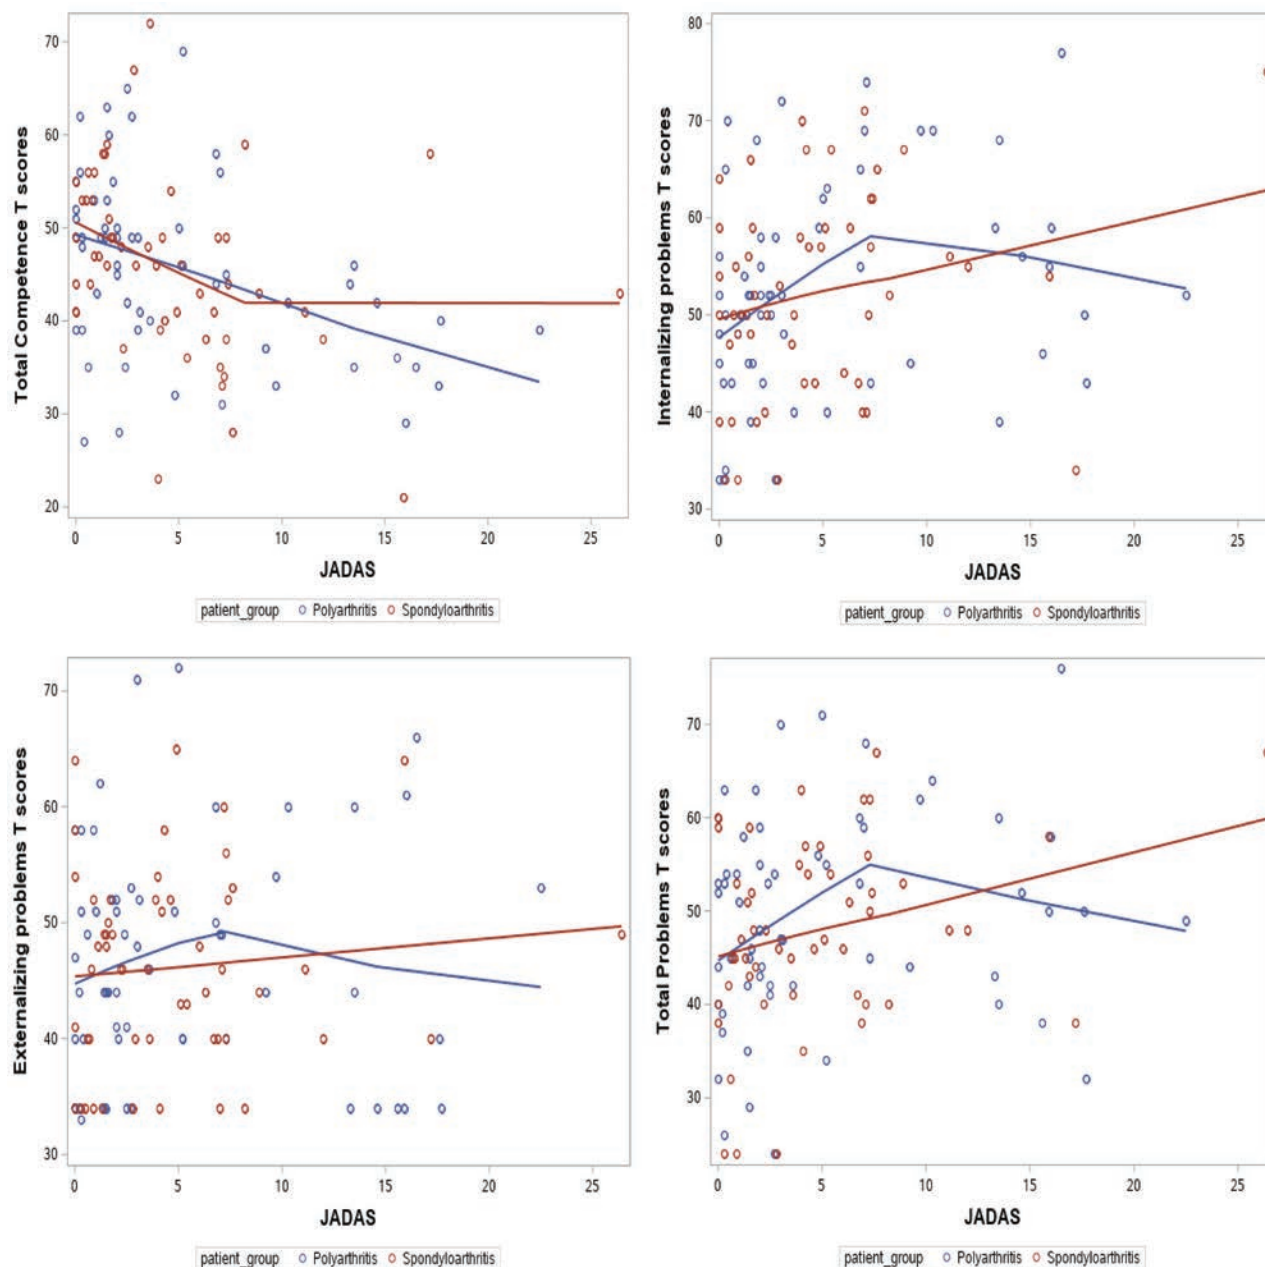 Total Competence T scores
70
60
50
40
30
20
0 5 10 15 20 25
JADAS
patient_group Polyarthritis Spondyloarthritis
Internalizing problems T scores
80
70
60
50
40
30
0 5 10 15 20 25
JADAS
patient_group Polyarthritis Spondyloarthritis
Externalizing problems T scores
70
60
50
40
30
0 5 10 15 20 25
JADAS
patient_group Polyarthritis Spondyloarthritis
Total Problems T scores
70
60
50
40
30
0 5 10 15 20 25
JADAS
patient_group Polyarthritis Spondyloarthritis